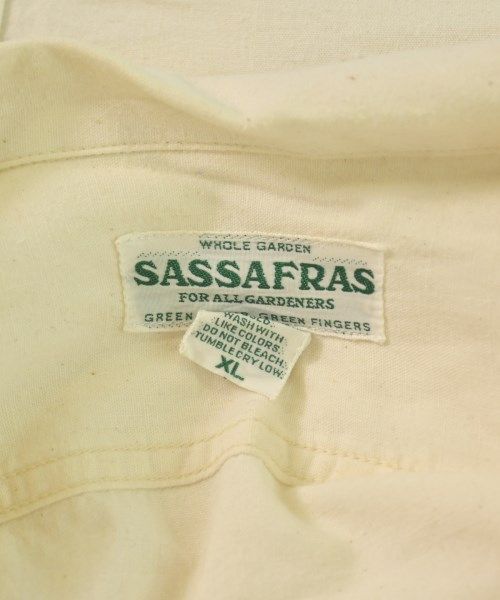 WHOLE GARDEN
SASSAFRAS
FOR ALL GARDENERS
GREEN GREEN FINGERS
WASH WITH
LIKE COLORS
DO NOT BLEACH
TUMBLE DRY LOW
XL